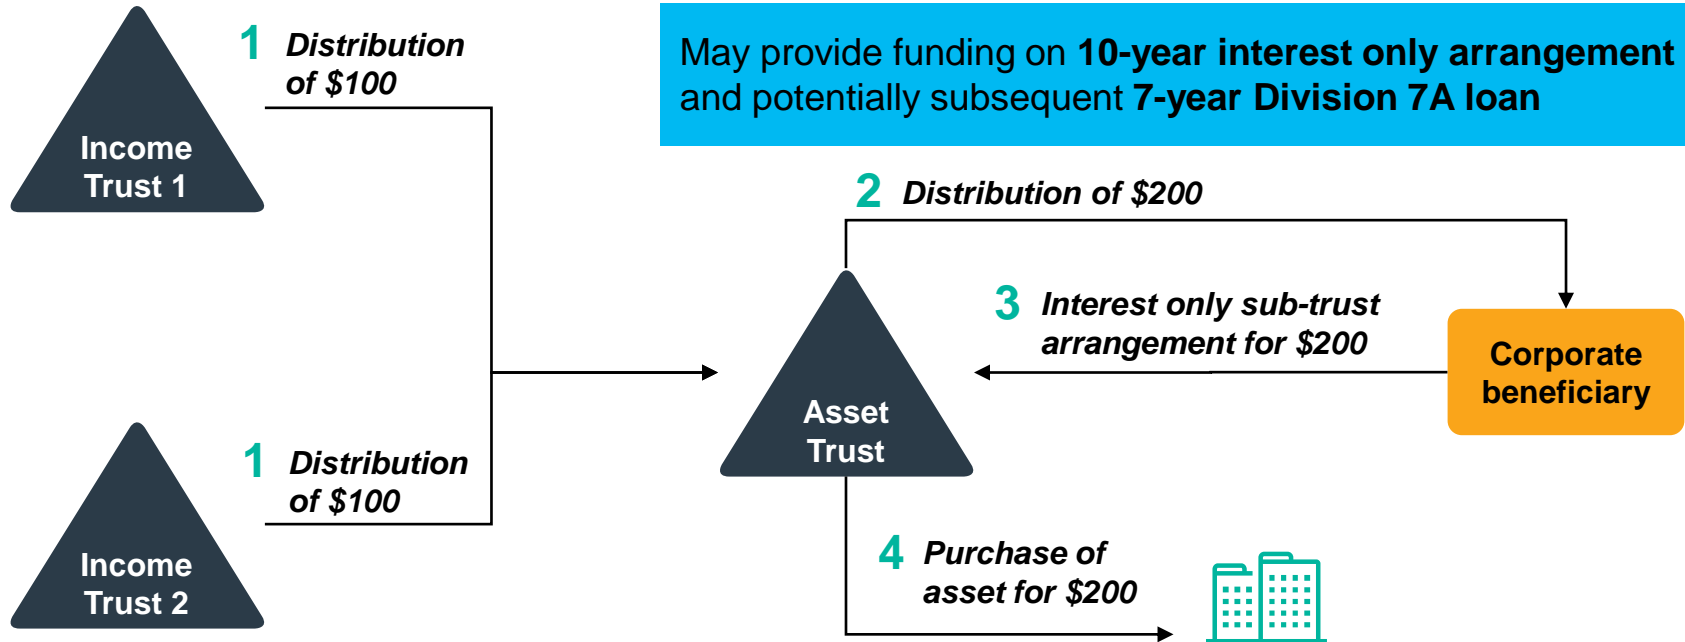 1 Distribution
of $100
Income
Trust 1
May provide funding on 10-year interest only arrangement
and potentially subsequent 7-year Division 7A loan
2 Distribution of $200
3 Interest only sub-trust
arrangement for $200
Corporate
beneficiary
Asset
Trust
1 Distribution
of $100
Income
Trust 2
4 Purchase of
asset for $200